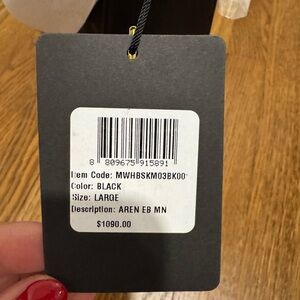 8 809675 915891
Item Code: MWHBSKM03BK00
Color: BLACK
Size: LARGE
Description: AREN EB MN
$1090.00